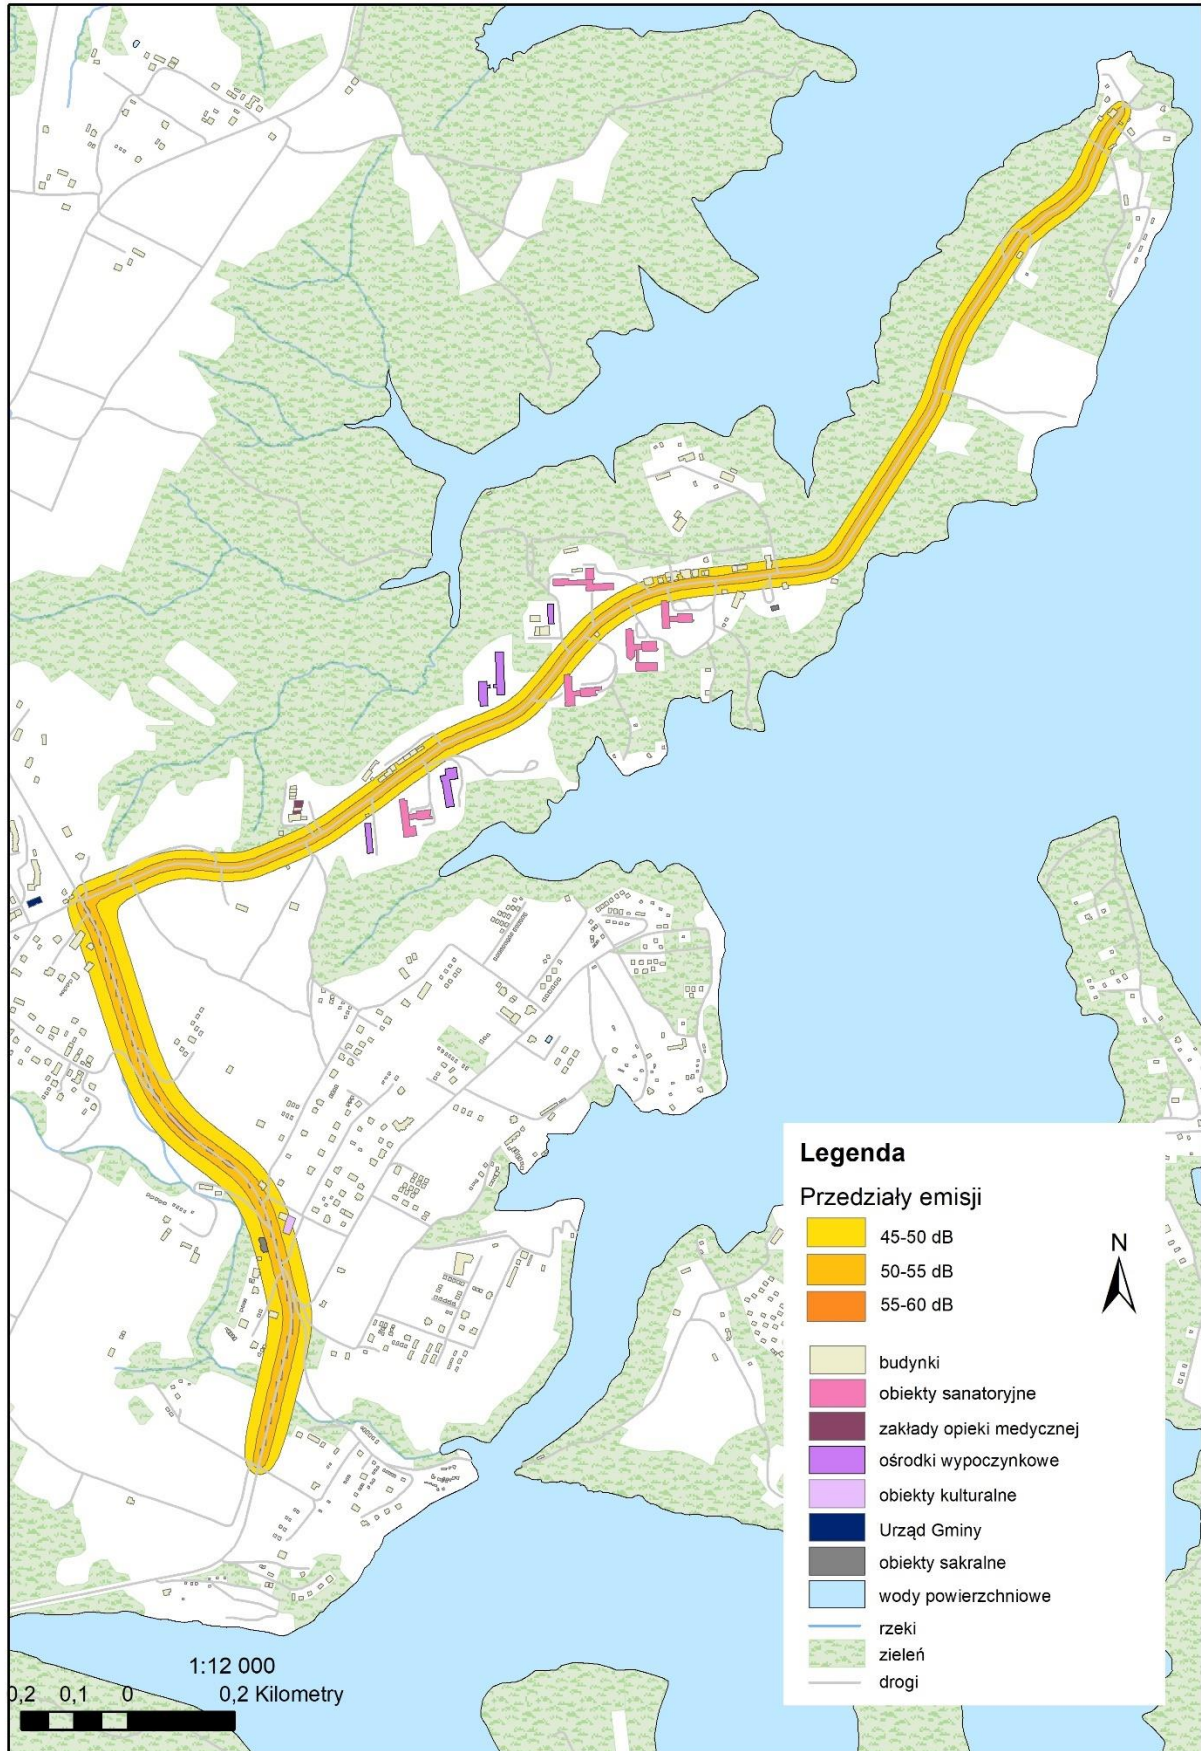 Legenda
Przedziały emisji
45-50 dB
50-55 dB
55-60 dB
N
budynki
obiekty sanatoryjne
zakłady opieki medycznej
ośrodki wypoczynkowe
obiekty kulturalne
Urząd Gminy
obiekty sakralne
wody powierzchniowe
rzeki
zieleń
drogi
1:12 000
0,2 0,1 0 0,2 Kilometry